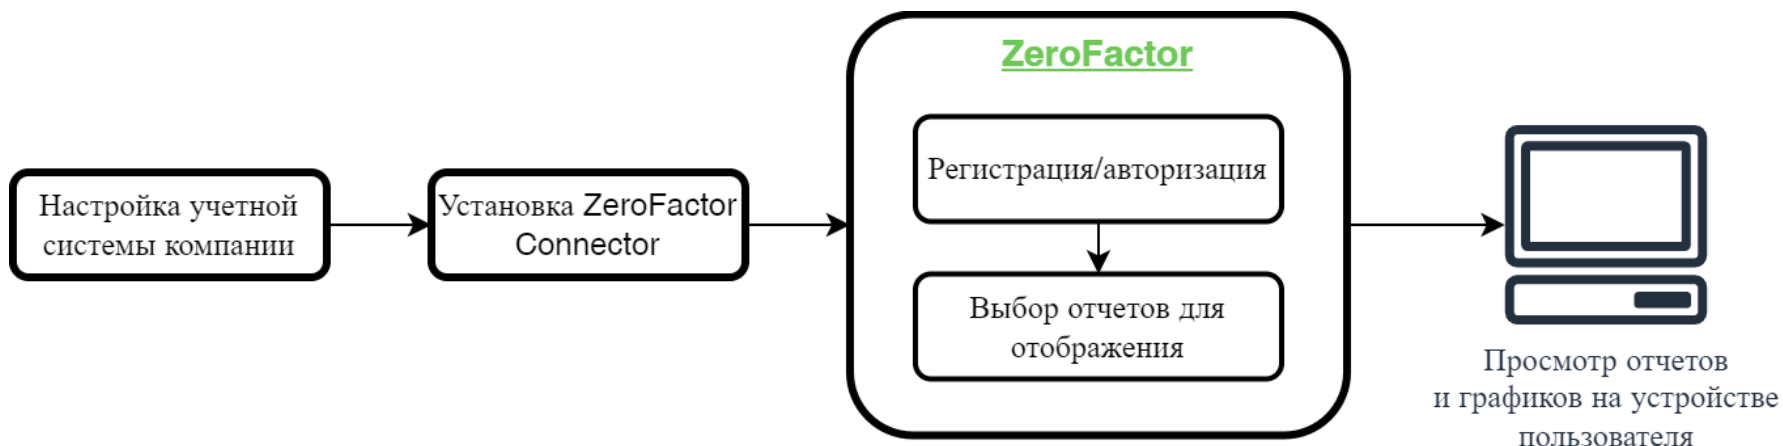 Настройка учетной
системы компании
Установка ZeroFactor
Connector
ZeroFactor
Регистрация/авторизация
Выбор отчетов для
отображения
Просмотр отчетов
и графиков на устройстве
пользователя